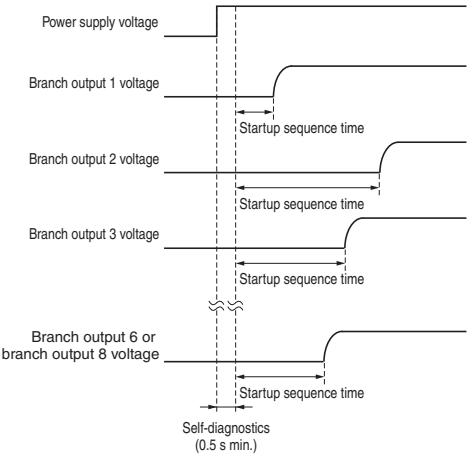 Power supply voltage
Branch output 1 voltage
Startup sequence time
Branch output 2 voltage
Startup sequence time
Branch output 3 voltage
Startup sequence time
Branch output 6 or
branch output 8 voltage
Startup sequence time
Self-diagnostics
(0.5 s min.)